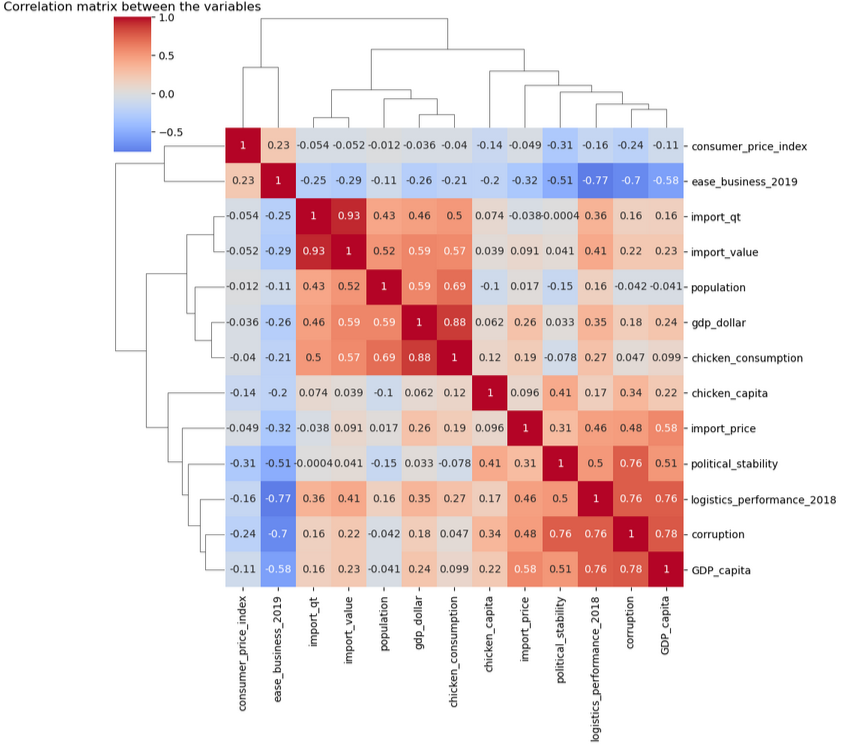 Correlation matrix between the variables
1.0
0.5
0.0
−0.5
1 0.23 -0.054 -0.052 -0.012 -0.036 -0.04 -0.14 -0.049 -0.31 -0.16 -0.24 -0.11 consumer_price_index
0.23 1 -0.25 -0.29 -0.11 -0.26 -0.21 -0.2 -0.32 -0.51 -0.77 -0.7 -0.58 ease_business_2019
-0.054 -0.25 1 0.93 0.43 0.46 0.5 0.074 -0.038 -0.0004 0.36 0.16 0.16 import_qt
-0.052 -0.29 0.93 1 0.52 0.59 0.57 0.039 0.091 0.041 0.41 0.22 0.23 import_value
-0.012 -0.11 0.43 0.52 1 0.59 0.69 -0.1 0.017 -0.15 0.16 -0.042 -0.041 population
-0.036 -0.26 0.46 0.59 0.59 1 0.88 0.062 0.26 0.033 0.35 0.18 0.24 gdp_dollar
-0.04 -0.21 0.5 0.57 0.69 0.88 1 0.12 0.19 -0.078 0.27 0.047 0.099 chicken_consumption
-0.14 -0.2 0.074 0.039 -0.1 0.062 0.12 1 0.096 0.41 0.17 0.34 0.22 chicken_capita
-0.049 -0.32 -0.038 0.091 0.017 0.26 0.19 0.096 1 0.31 0.46 0.48 0.58 import_price
-0.31 -0.51 -0.0004 0.041 -0.15 0.033 -0.078 0.41 0.31 1 0.5 0.76 0.51 political_stability
-0.16 -0.77 0.36 0.41 0.16 0.35 0.27 0.17 0.46 0.5 1 0.76 0.76 logistics_performance_2018
-0.24 -0.7 0.16 0.22 -0.042 0.18 0.047 0.34 0.48 0.76 0.76 1 0.78 corruption
-0.11 -0.58 0.16 0.23 -0.041 0.24 0.099 0.22 0.58 0.51 0.76 0.78 1 GDP_capita
consumer_price_index
ease_business_2019
import_qt
import_value
population
gdp_dollar
chicken_consumption
chicken_capita
import_price
political_stability
logistics_performance_2018
corruption
GDP_capita